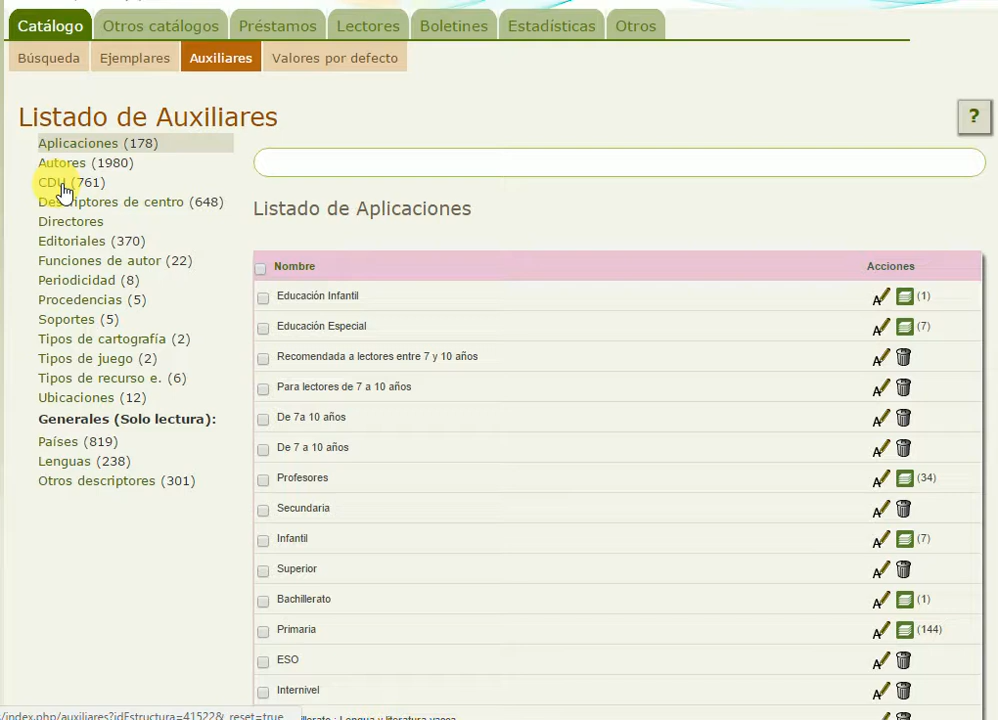 Catálogo Otros catálogos Préstamos Lectores Boletines Estadísticas Otros
Búsqueda Ejemplares Auxiliares Valores por defecto
Listado de Auxiliares
?
Aplicaciones (178)
Autores (1980)
CDU (761)
Descriptores de centro (648)
Directores
Editoriales (370)
Funciones de autor (22)
Periodicidad (8)
Procedencias (5)
Soportes (5)
Tipos de cartografía (2)
Tipos de juego (2)
Tipos de recurso e. (6)
Ubicaciones (12)
Generales (Solo lectura):
Países (819)
Lenguas (238)
Otros descriptores (301)
Listado de Aplicaciones
Nombre Acciones
Educación Infantil (1)
Educación Especial (7)
Recomendada a lectores entre 7 y 10 años
Para lectores de 7 a 10 años
De 7a 10 años
De 7 a 10 años
Profesores (34)
Secundaria
Infantil (7)
Superior
Bachillerato (1)
Primaria (144)
ESO
Internivel
/index.php/auxiliares?idEstructura=41522&_reset=true